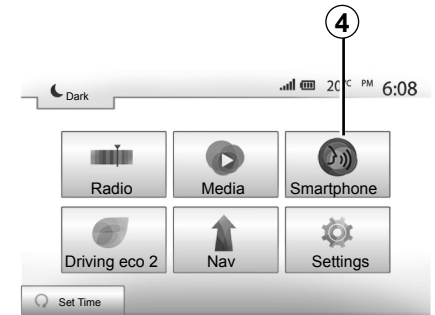 4
Dark 20°C PM 6:08
Radio Media Smartphone
Driving eco 2 Nav Settings
Set Time